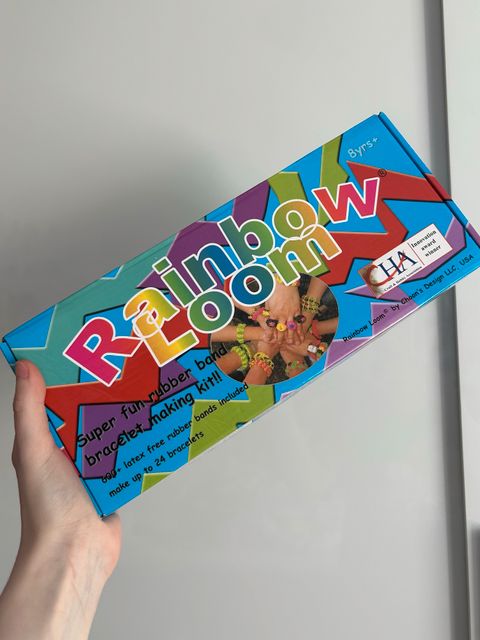 8yrs+
Rainbow
Loom®
CHA
Craft & Hobby Association
Innovation
award
winner
Super fun rubber band
bracelet making kit!!
600+ latex free rubber bands included
make up to 24 bracelets
Rainbow Loom® by Choon's Design LLC, USA